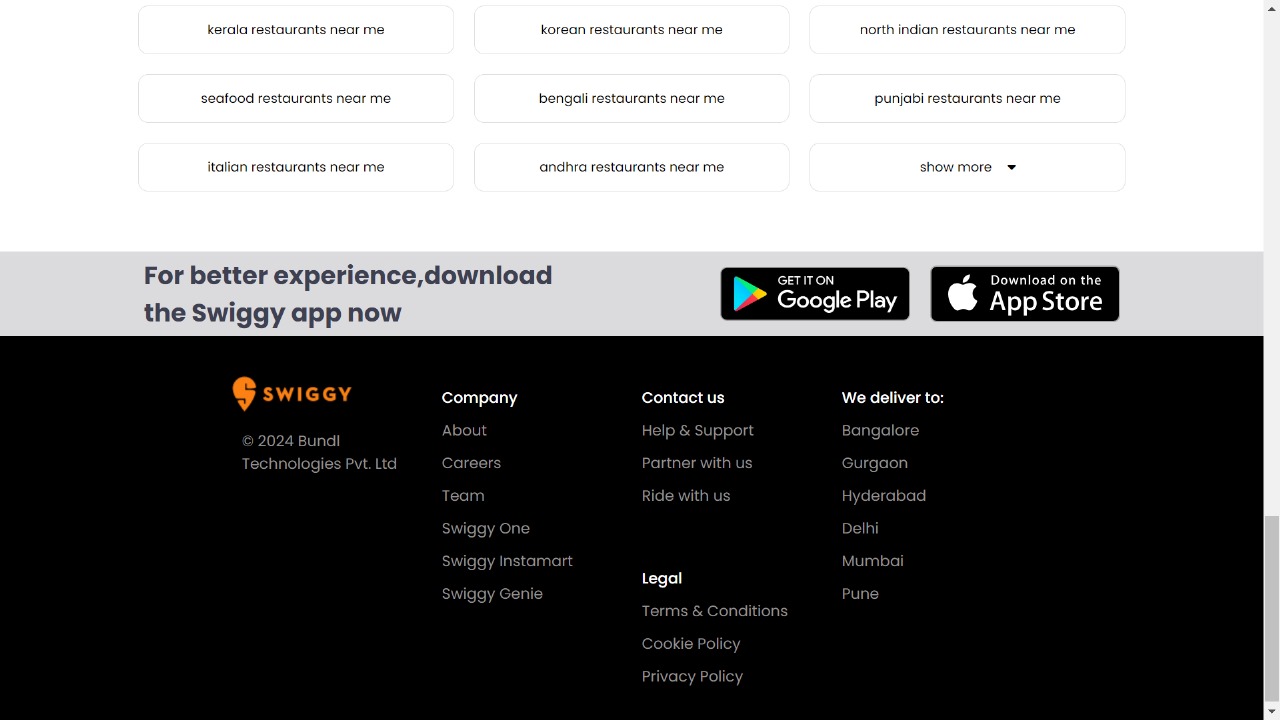 kerala restaurants near me
korean restaurants near me
north indian restaurants near me
seafood restaurants near me
bengali restaurants near me
punjabi restaurants near me
italian restaurants near me
andhra restaurants near me
show more
For better experience,download
the Swiggy app now
GET IT ON
Google Play
Download on the
App Store
SWIGGY
© 2024 Bundl
Technologies Pvt. Ltd
Company
About
Careers
Team
Swiggy One
Swiggy Instamart
Swiggy Genie
Contact us
Help & Support
Partner with us
Ride with us
Legal
Terms & Conditions
Cookie Policy
Privacy Policy
We deliver to:
Bangalore
Gurgaon
Hyderabad
Delhi
Mumbai
Pune